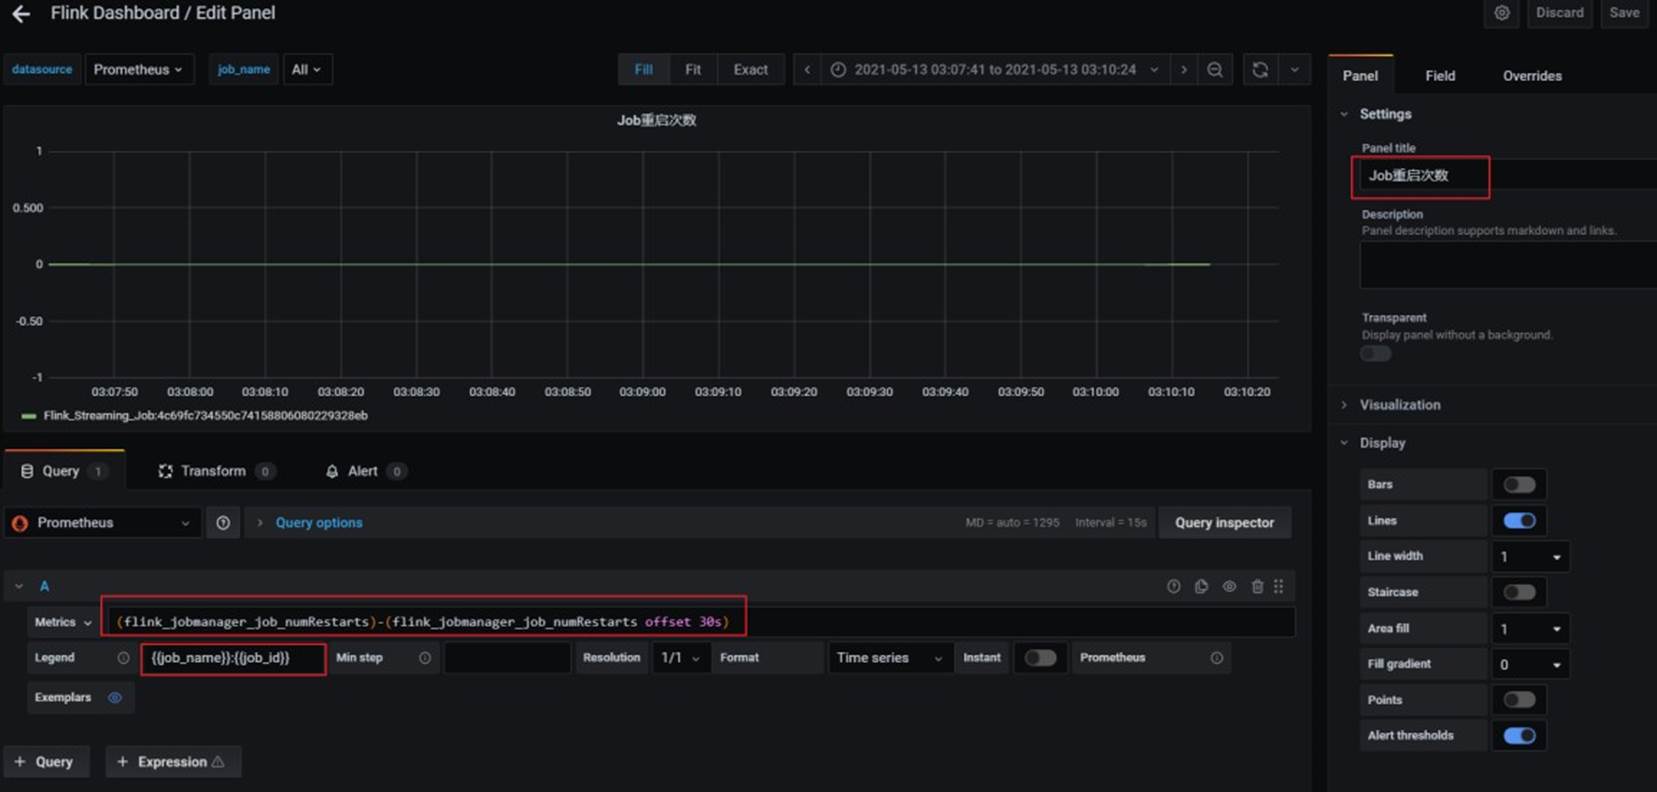 Flink Dashboard / Edit Panel
Discard
Save
datasource
Prometheus
job_name
All
Fill
Fit
Exact
2021-05-13 03:07:41 to 2021-05-13 03:10:24
Panel
Field
Overrides
Job重启次数
1
0.500
0
-0.50
-1
03:07:50
03:08:00
03:08:10
03:08:20
03:08:30
03:08:40
03:08:50
03:09:00
03:09:10
03:09:20
03:09:30
03:09:40
03:09:50
03:10:00
03:10:10
03:10:20
Flink_Streaming_Job:4c69fc734550c74158806080229328eb
Settings
Panel title
Job重启次数
Description
Panel description supports markdown and links.
Transparent
Display panel without a background.
Visualization
Display
Bars
Lines
Line width
1
Staircase
Area fill
1
Fill gradient
0
Points
Alert thresholds
Query 1
Transform 0
Alert 0
Prometheus
Query options
MD = auto = 1295
Interval = 15s
Query inspector
A
Metrics
(flink_jobmanager_job_numRestarts)-(flink_jobmanager_job_numRestarts offset 30s)
Legend
{{job_name}}:{{job_id}}
Min step
Resolution
1/1
Format
Time series
Instant
Prometheus
Exemplars
+ Query
+ Expression